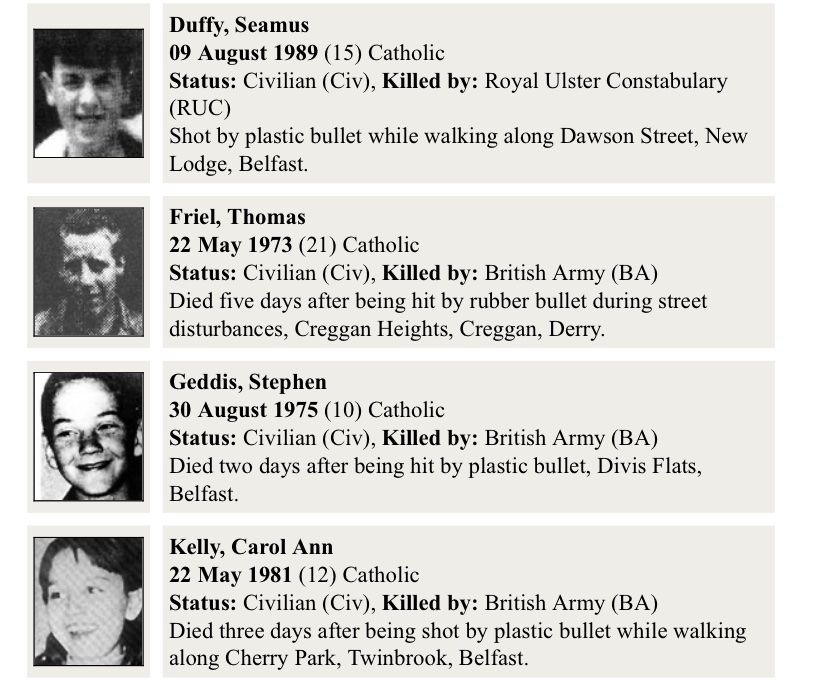 Duffy, Seamus
09 August 1989 (15) Catholic
Status: Civilian (Civ), Killed by: Royal Ulster Constabulary
(RUC)
Shot by plastic bullet while walking along Dawson Street, New
Lodge, Belfast.
Friel, Thomas
22 May 1973 (21) Catholic
Status: Civilian (Civ), Killed by: British Army (BA)
Died five days after being hit by rubber bullet during street
disturbances, Creggan Heights, Creggan, Derry.
Geddis, Stephen
30 August 1975 (10) Catholic
Status: Civilian (Civ), Killed by: British Army (BA)
Died two days after being hit by plastic bullet, Divis Flats,
Belfast.
Kelly, Carol Ann
22 May 1981 (12) Catholic
Status: Civilian (Civ), Killed by: British Army (BA)
Died three days after being shot by plastic bullet while walking
along Cherry Park, Twinbrook, Belfast.